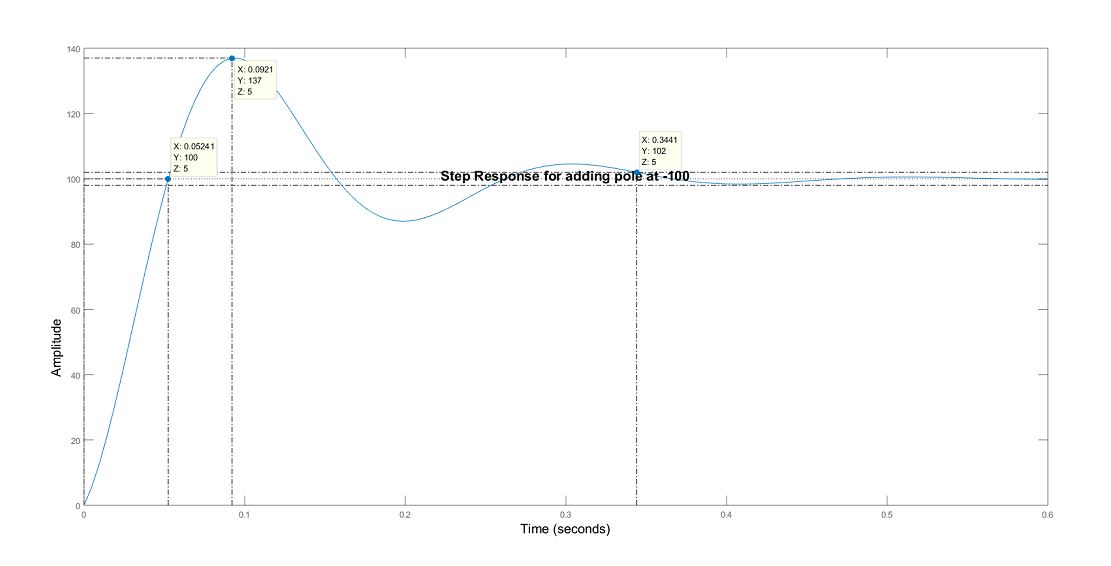 140
120
100
80
60
40
20
0
Amplitude
X: 0.0921
Y: 137
Z: 5
X: 0.05241
Y: 100
Z: 5
X: 0.3441
Y: 102
Z: 5
Step Response for adding pole at -100
0
0.1
0.2
0.3
0.4
0.5
0.6
Time (seconds)